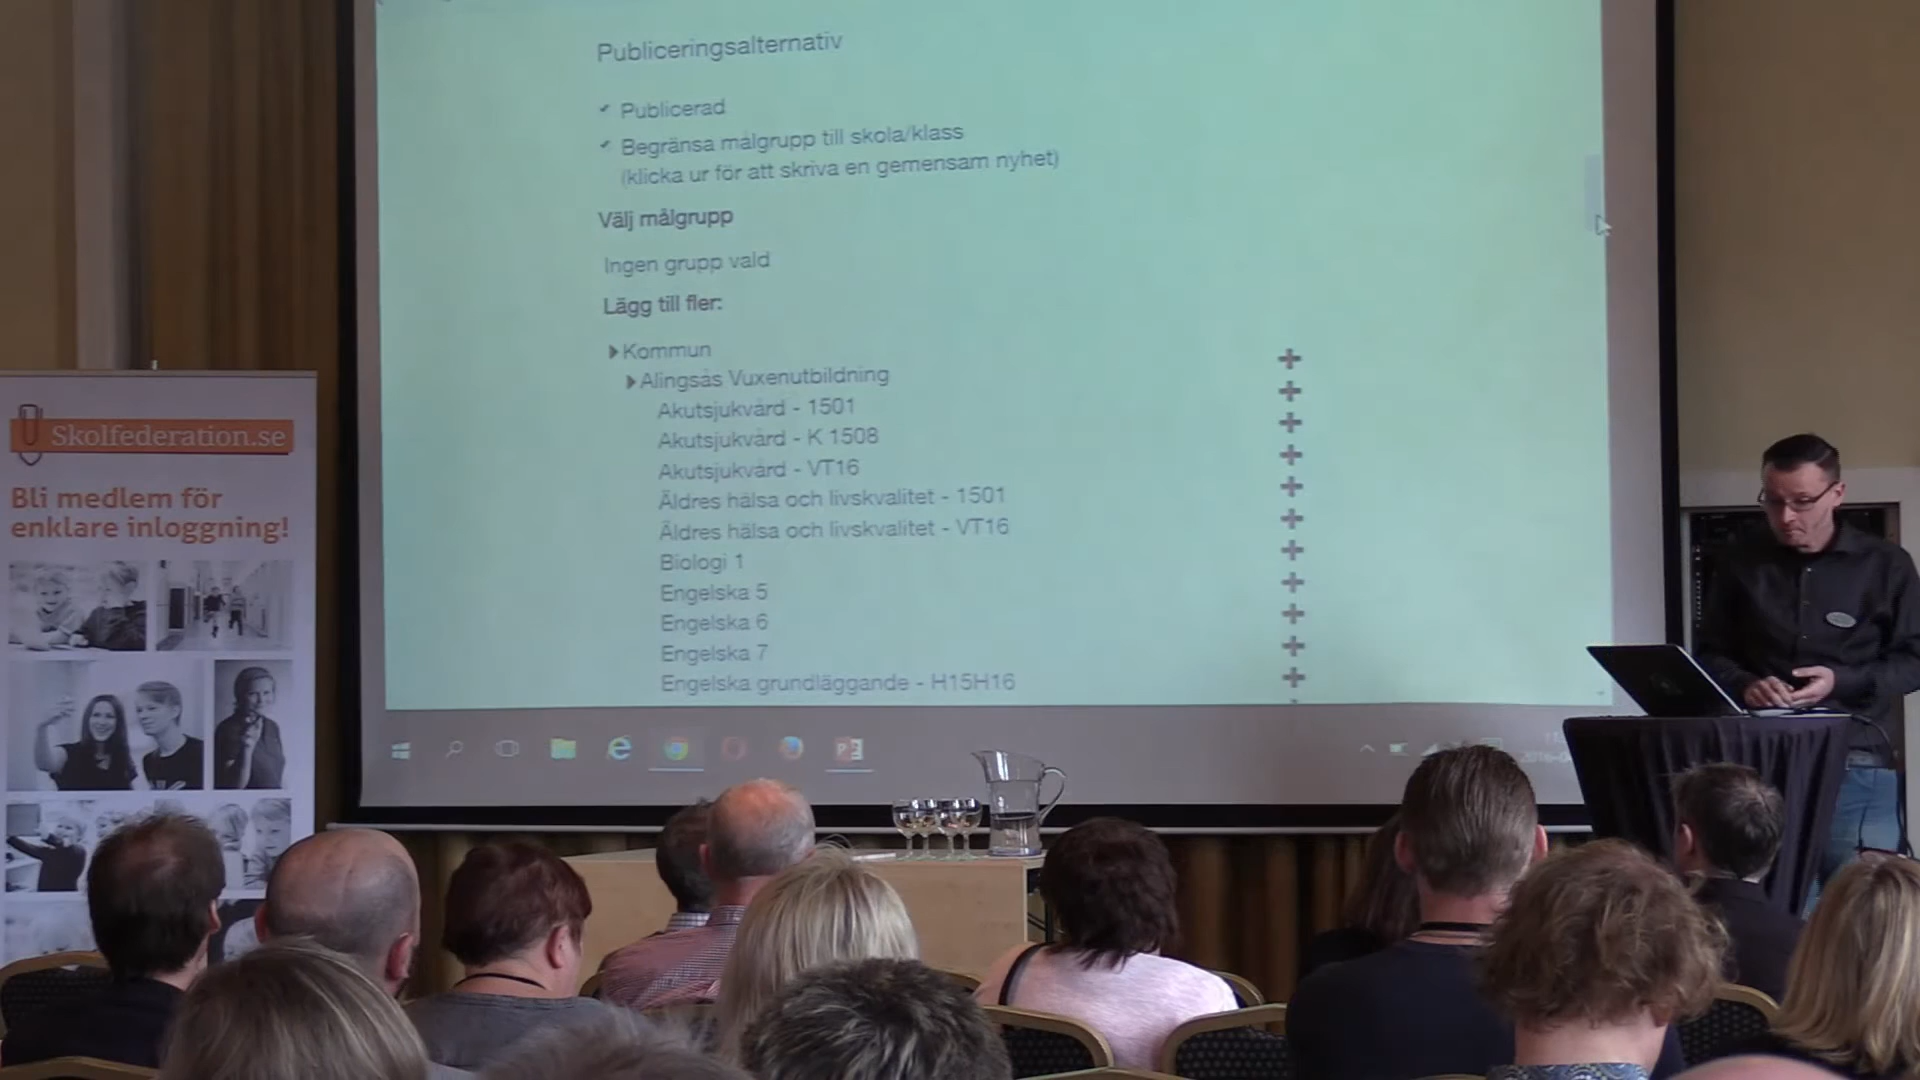 Publiceringsalternativ
Publicerad
Begränsa målgrupp till skola/klass
(klicka ur för att skriva en gemensam nyhet)
Välj målgrupp
Ingen grupp vald
Lägg till fler:
Kommun
Alingsås Vuxenutbildning
Akutsjukvård - 1501
Akutsjukvård - K 1508
Akutsjukvård - VT16
Äldres hälsa och livskvalitet - 1501
Äldres hälsa och livskvalitet - VT16
Biologi 1
Engelska 5
Engelska 6
Engelska 7
Engelska grundläggande - H15H16
Skolfederation.se
Bli medlem för
enklare inloggning!